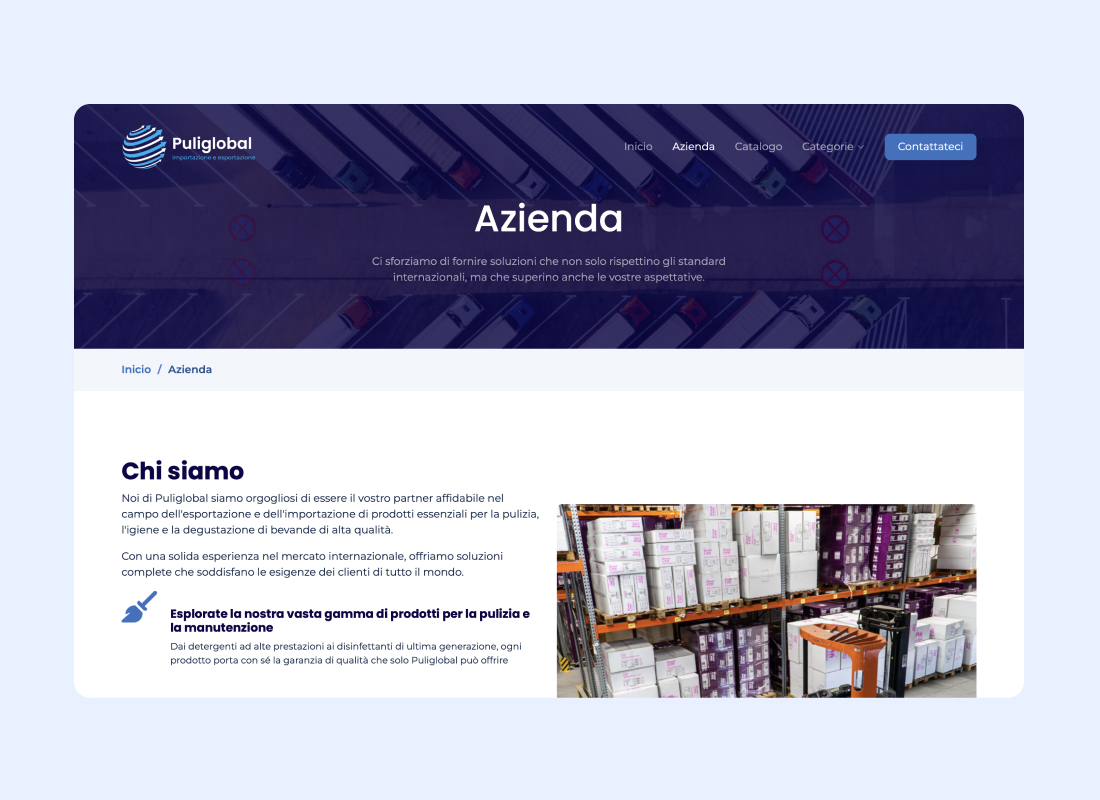 Puliglobal
Importazione e esportazione
Inicio
Azienda
Catalogo
Categorie
Contattateci
Azienda
Ci sforziamo di fornire soluzioni che non solo rispettino gli standard
internazionali, ma che superino anche le vostre aspettative.
Inicio / Azienda
Chi siamo
Noi di Puliglobal siamo orgogliosi di essere il vostro partner affidabile nel
campo dell'esportazione e dell'importazione di prodotti essenziali per la pulizia,
l'igiene e la degustazione di bevande di alta qualità.
Con una solida esperienza nel mercato internazionale, offriamo soluzioni
complete che soddisfano le esigenze dei clienti di tutto il mondo.
Esplorate la nostra vasta gamma di prodotti per la pulizia e
la manutenzione
Dai detergenti ad alte prestazioni ai disinfettanti di ultima generazione, ogni
prodotto porta con sé la garanzia di qualità che solo Puliglobal può offrire